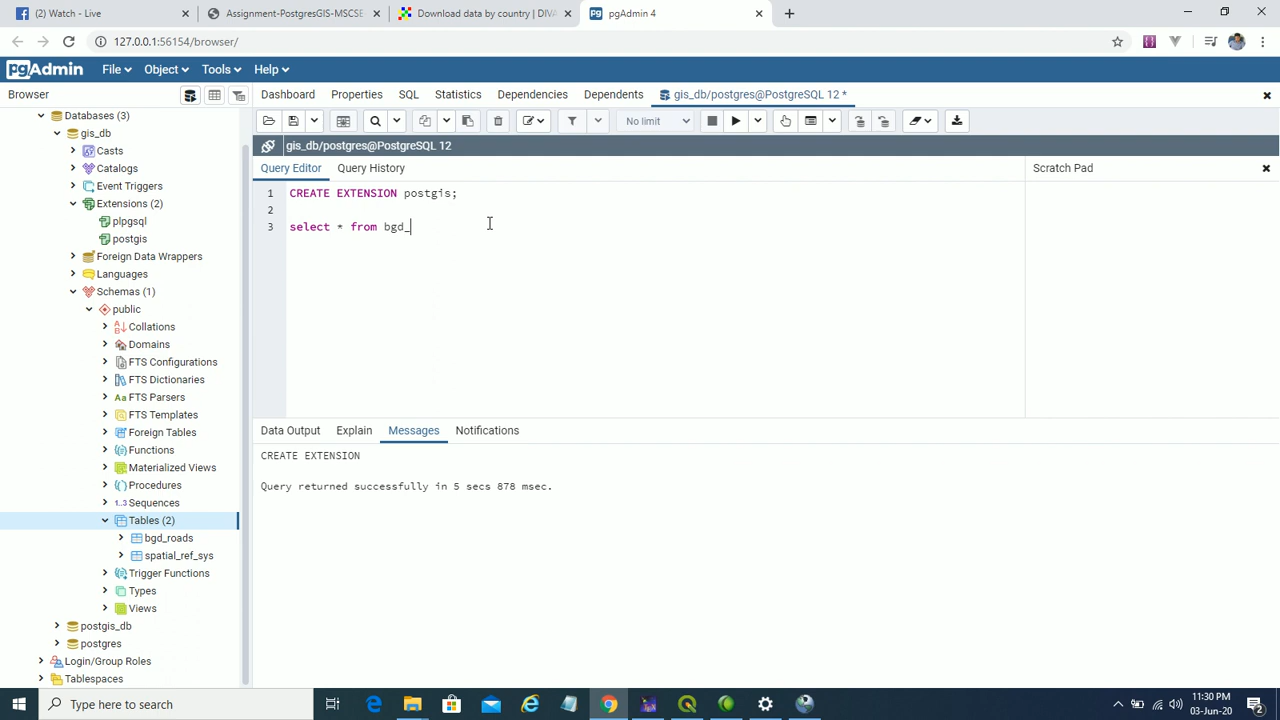 (2) Watch - Live
Assignment-PostgresGIS-MSCSE
Download data by country | DIVA
pgAdmin 4
127.0.0.1:56154/browser/
pgAdmin File Object Tools Help
Browser
Dashboard Properties SQL Statistics Dependencies Dependents gis_db/postgres@PostgreSQL 12 *
No limit
gis_db/postgres@PostgreSQL 12
Query Editor Query History
Scratch Pad
1 CREATE EXTENSION postgis;
2
3 select * from bgd_
Databases (3)
gis_db
Casts
Catalogs
Event Triggers
Extensions (2)
plpgsql
postgis
Foreign Data Wrappers
Languages
Schemas (1)
public
Collations
Domains
FTS Configurations
FTS Dictionaries
FTS Parsers
FTS Templates
Foreign Tables
Functions
Materialized Views
Procedures
1..3 Sequences
Tables (2)
bgd_roads
spatial_ref_sys
Trigger Functions
Types
Views
postgis_db
postgres
Login/Group Roles
Tablespaces
Data Output Explain Messages Notifications
CREATE EXTENSION
Query returned successfully in 5 secs 878 msec.
Type here to search
11:30 PM
03-Jun-20
2